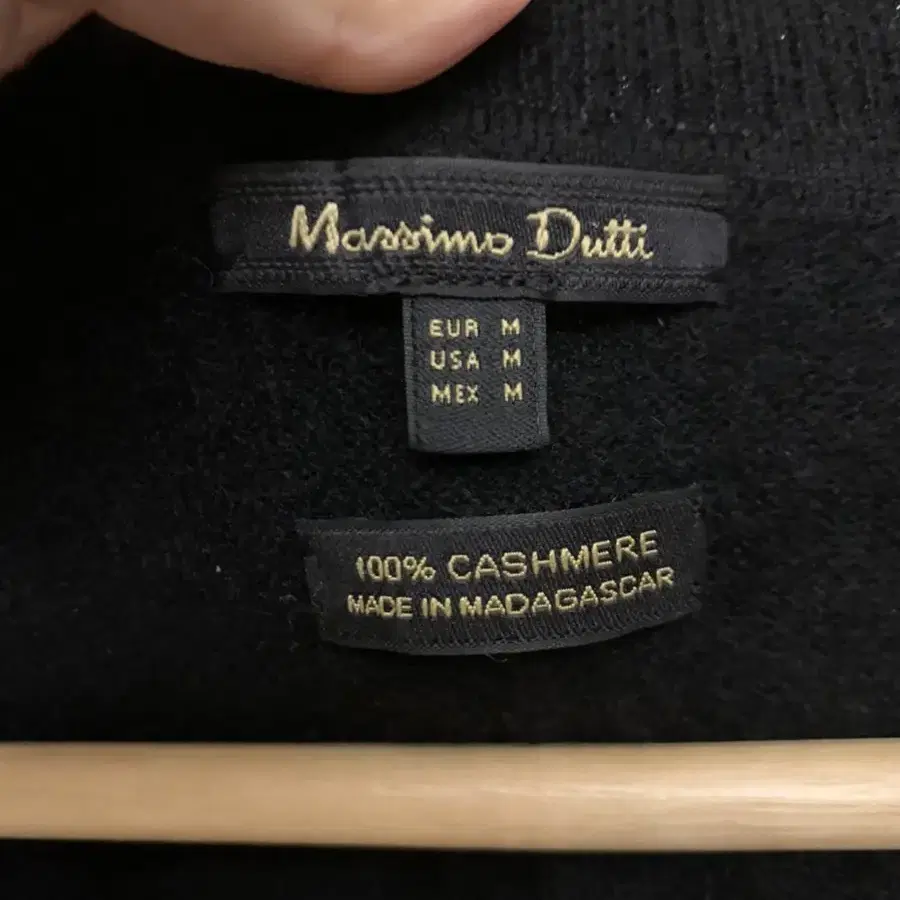 Massimo Dutti
EUR M
USA M
MEX M
100% CASHMERE
MADE IN MADAGASCAR